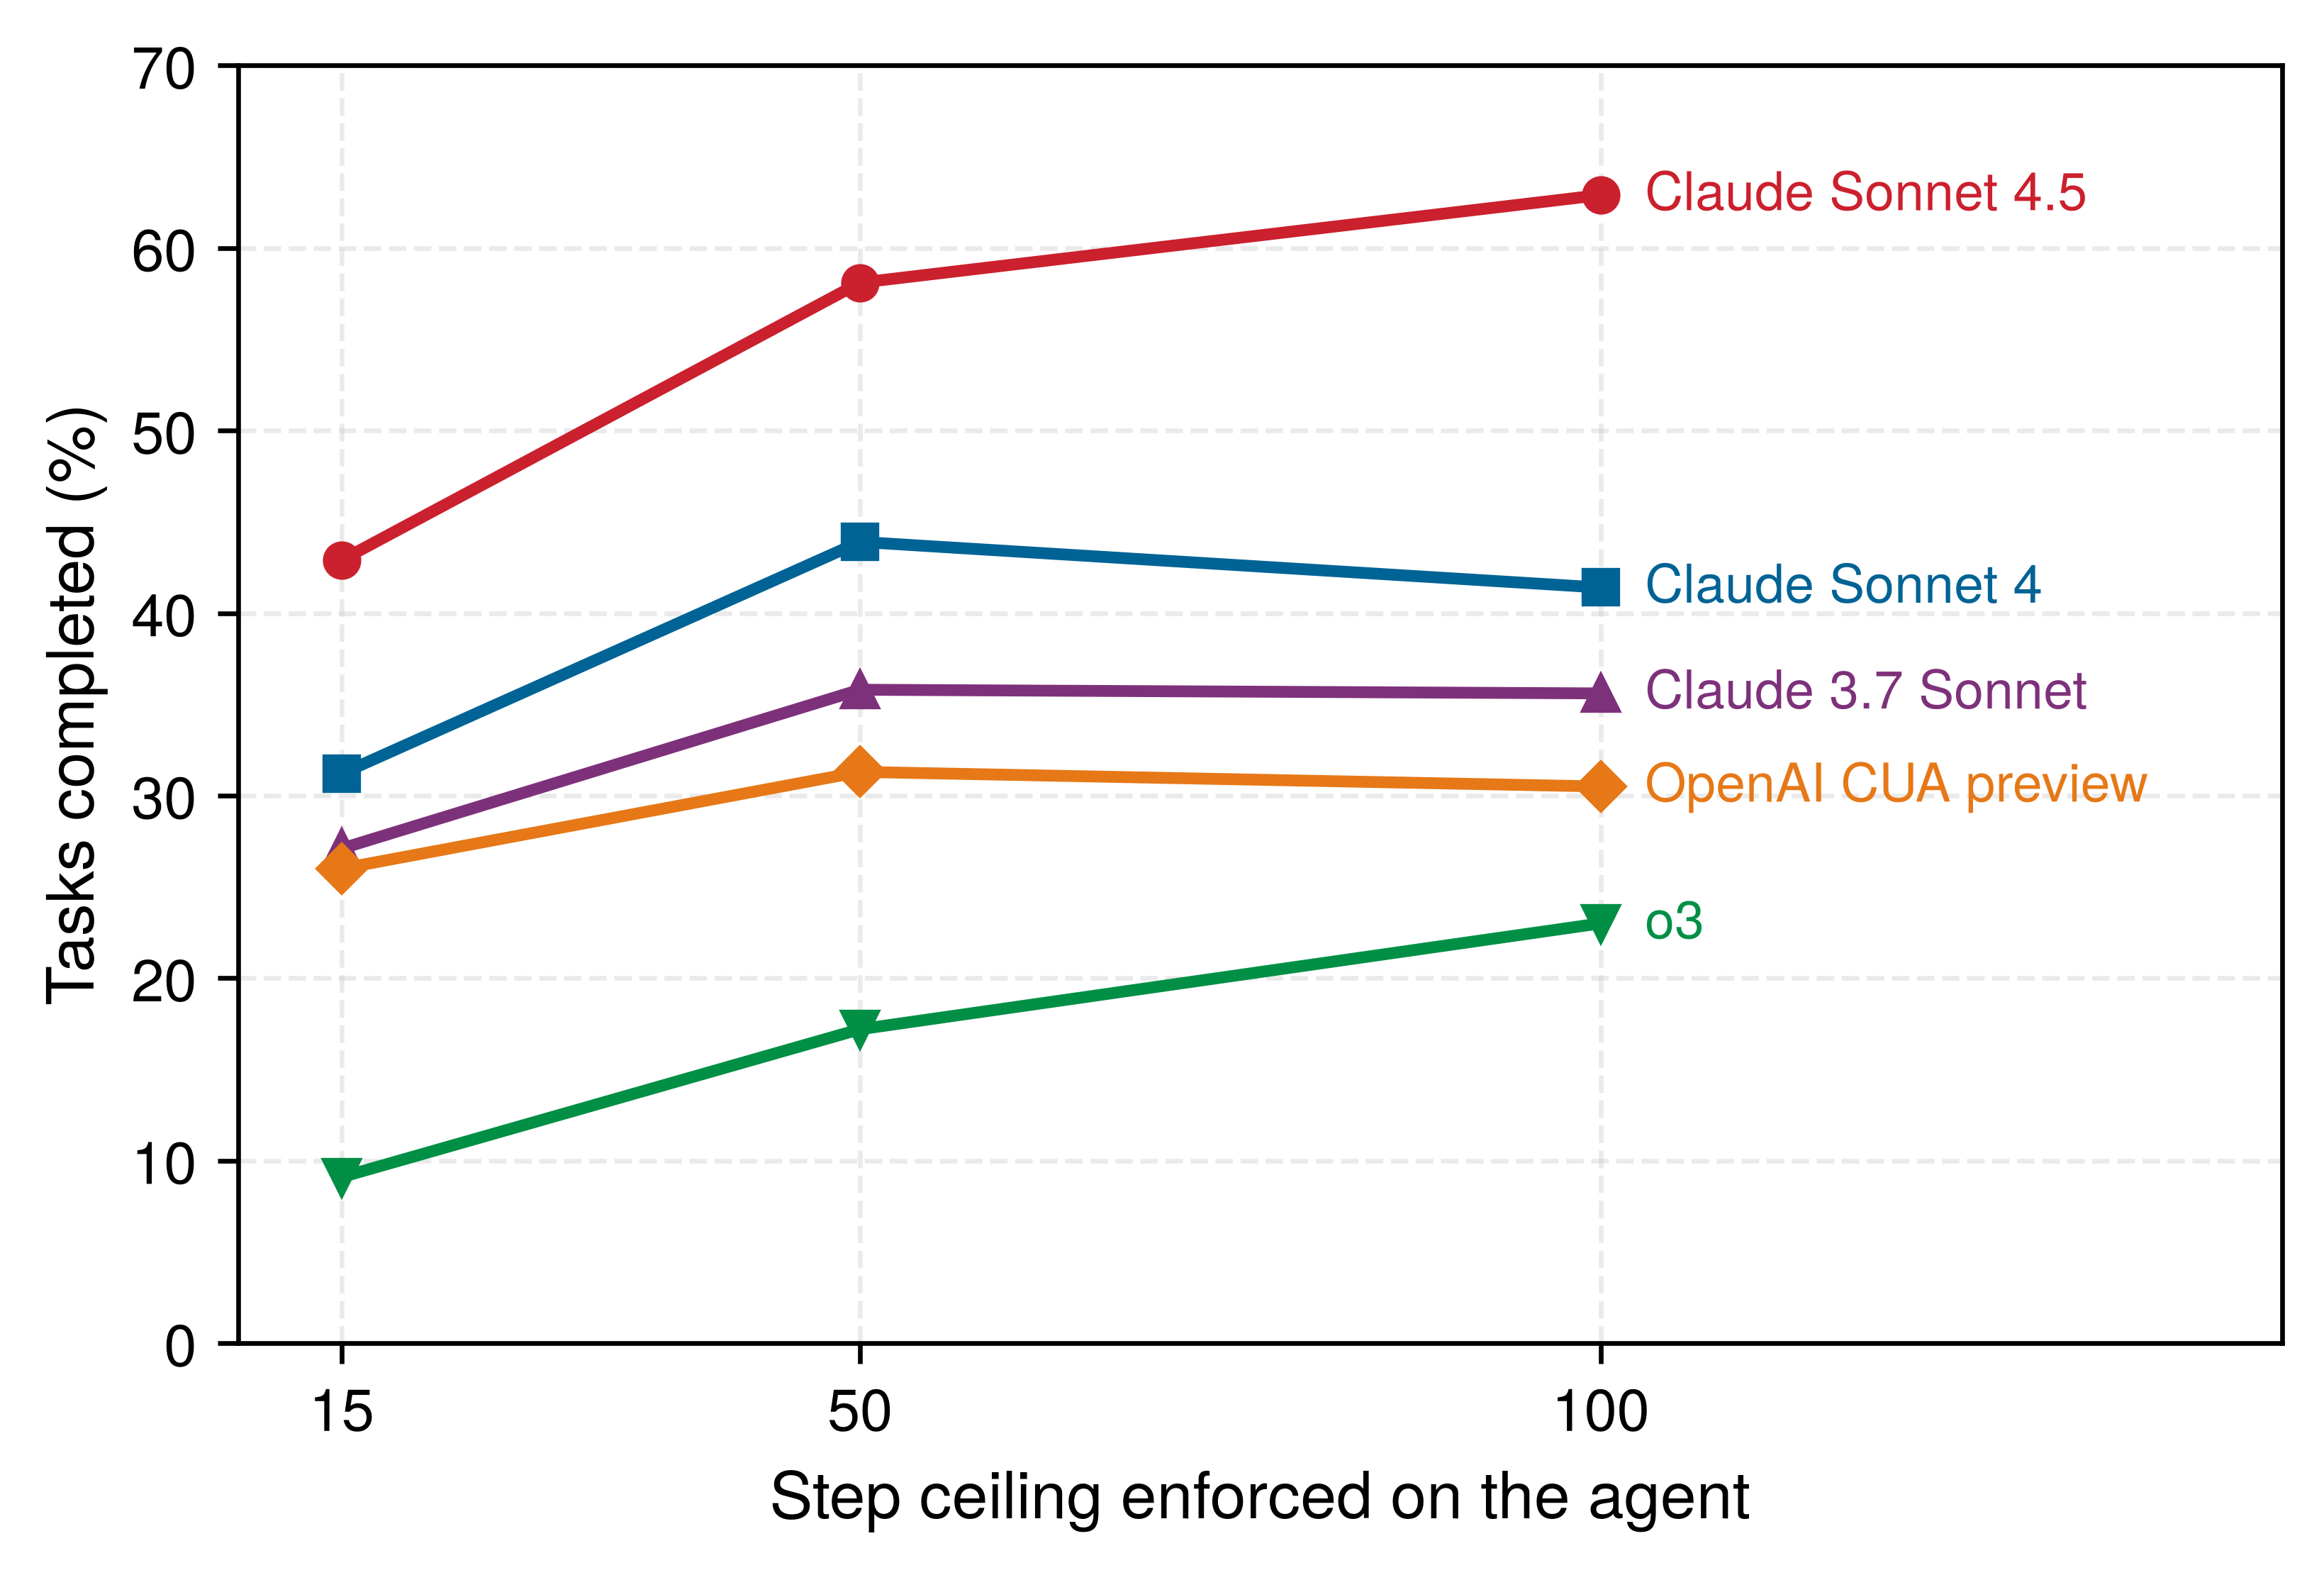 Tasks completed (%)
70
60
50
40
30
20
10
0
Claude Sonnet 4.5
Claude Sonnet 4
Claude 3.7 Sonnet
OpenAI CUA preview
o3
15 50 100
Step ceiling enforced on the agent